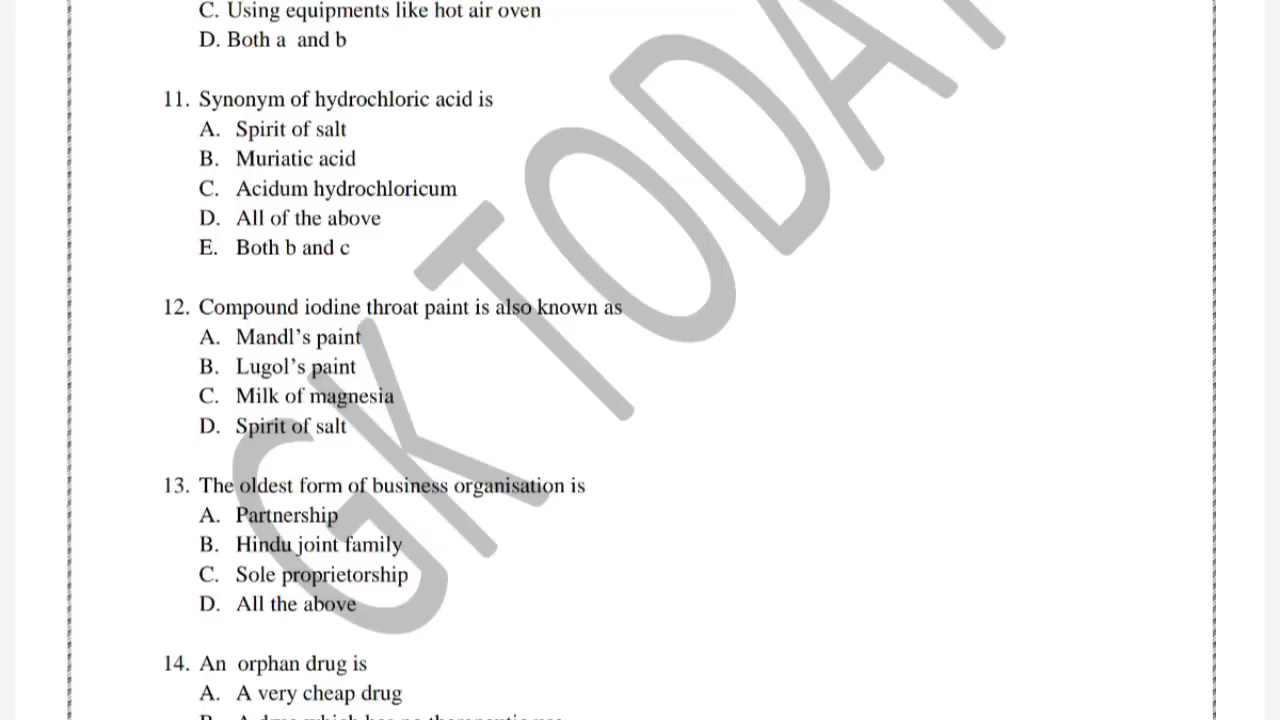 C. Using equipments like hot air oven
D. Both a and b
11. Synonym of hydrochloric acid is
A. Spirit of salt
B. Muriatic acid
C. Acidum hydrochloricum
D. All of the above
E. Both b and c
12. Compound iodine throat paint is also known as
A. Mandl's paint
B. Lugol's paint
C. Milk of magnesia
D. Spirit of salt
13. The oldest form of business organisation is
A. Partnership
B. Hindu joint family
C. Sole proprietorship
D. All the above
14. An orphan drug is
A. A very cheap drug
GK TODAY